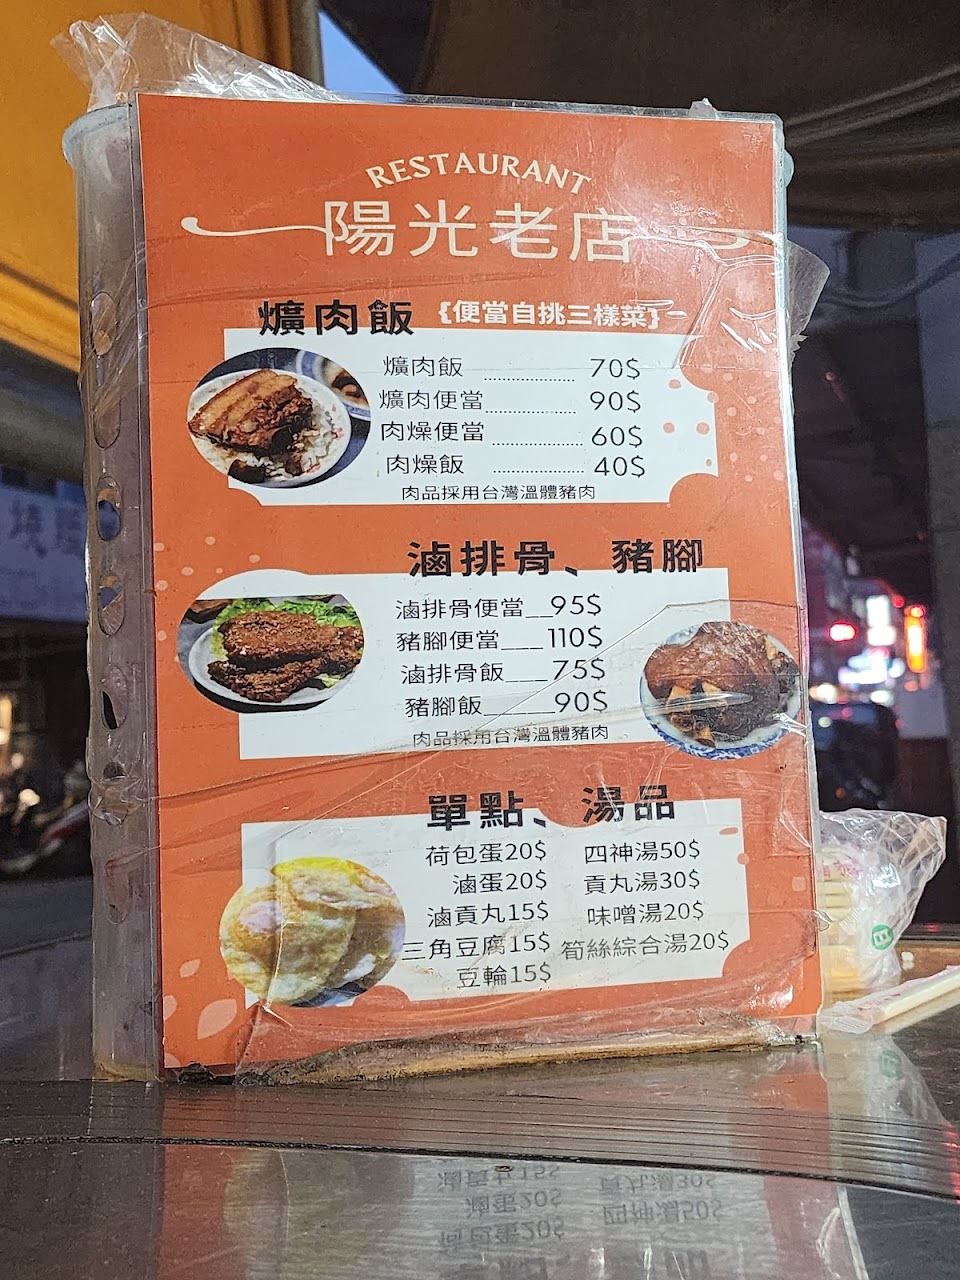 RESTAURANT
陽光老店
爌肉飯 {便當自挑三樣菜}
爌肉飯 .................. 70$
爌肉便當 .................. 90$
肉燥便當 .................. 60$
肉燥飯 .................. 40$
肉品採用台灣溫體豬肉
滷排骨、豬腳
滷排骨便當__95$
豬腳便當___110$
滷排骨飯___75$
豬腳飯_____90$
肉品採用台灣溫體豬肉
單點、湯品
荷包蛋20$ 四神湯50$
滷蛋20$ 貢丸湯30$
滷貢丸15$ 味噌湯20$
三角豆腐15$ 筍絲綜合湯20$
豆輪15$